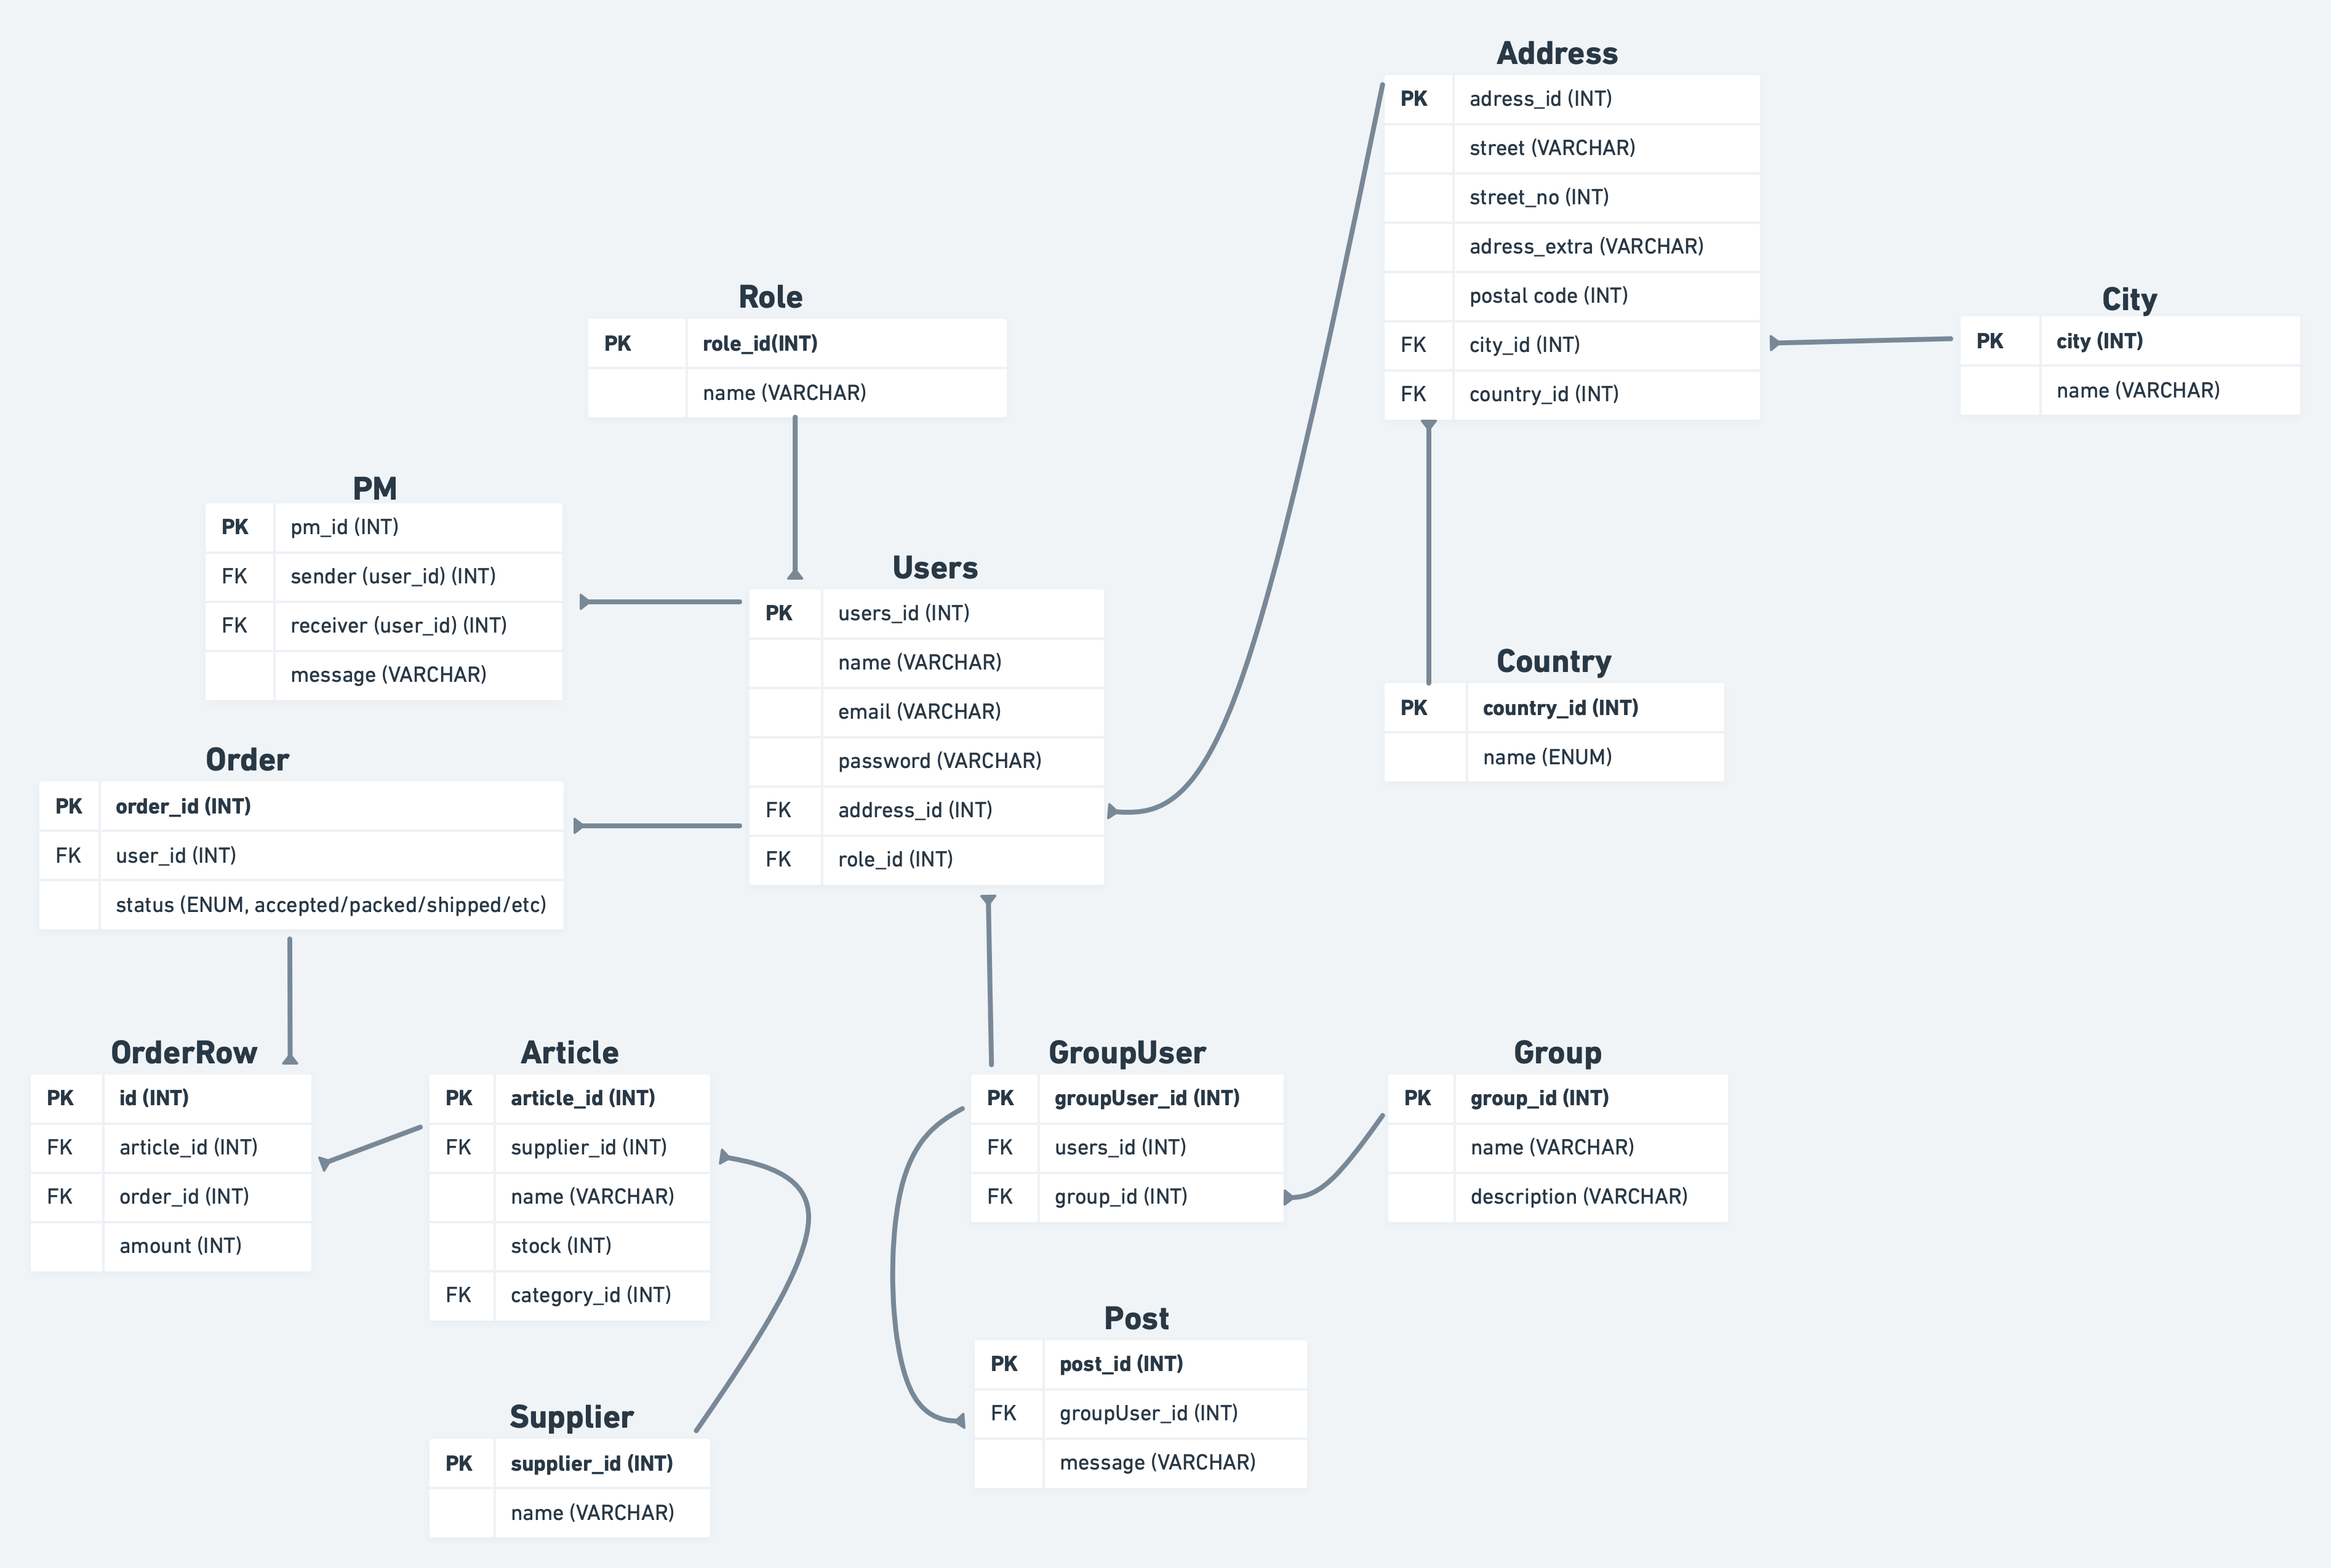 Address
PK adress_id (INT)
street (VARCHAR)
street_no (INT)
adress_extra (VARCHAR)
postal code (INT)
FK city_id (INT)
FK country_id (INT)
City
PK city (INT)
name (VARCHAR)
Role
PK role_id(INT)
name (VARCHAR)
PM
PK pm_id (INT)
FK sender (user_id) (INT)
FK receiver (user_id) (INT)
message (VARCHAR)
Users
PK users_id (INT)
name (VARCHAR)
email (VARCHAR)
password (VARCHAR)
FK address_id (INT)
FK role_id (INT)
Country
PK country_id (INT)
name (ENUM)
Order
PK order_id (INT)
FK user_id (INT)
status (ENUM, accepted/packed/shipped/etc)
OrderRow
PK id (INT)
FK article_id (INT)
FK order_id (INT)
amount (INT)
Article
PK article_id (INT)
FK supplier_id (INT)
name (VARCHAR)
stock (INT)
FK category_id (INT)
GroupUser
PK groupUser_id (INT)
FK users_id (INT)
FK group_id (INT)
Group
PK group_id (INT)
name (VARCHAR)
description (VARCHAR)
Post
PK post_id (INT)
FK groupUser_id (INT)
message (VARCHAR)
Supplier
PK supplier_id (INT)
name (VARCHAR)